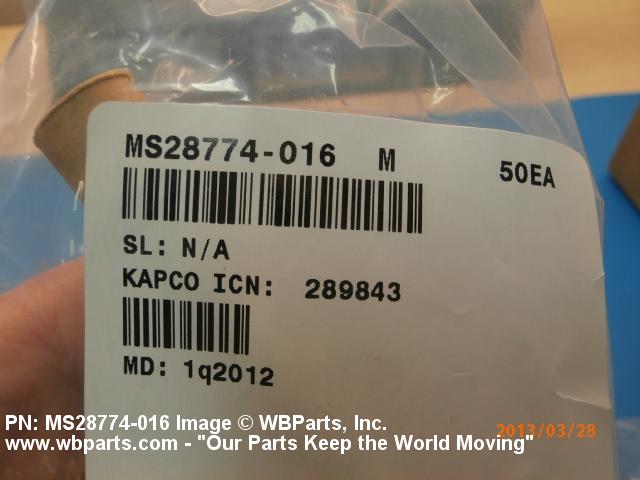 MS28774-016 M 50EA
SL: N/A
KAPCO ICN: 289843
MD: 1q2012
PN: MS28774-016 Image © WBParts, Inc.
2013/03/28
www.wbparts.com - "Our Parts Keep the World Moving"